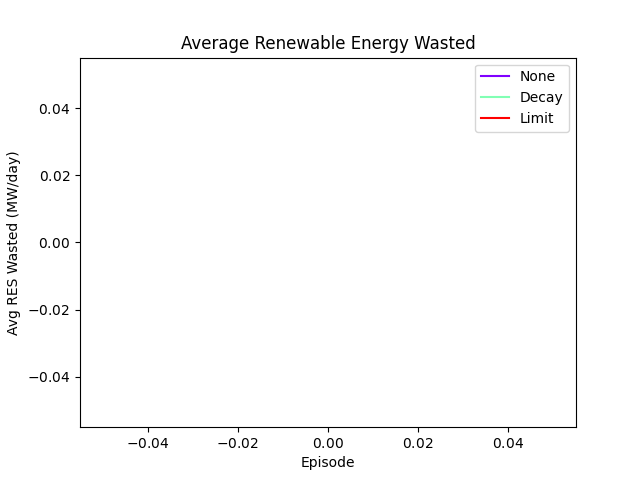 Average Renewable Energy Wasted
None
Decay
Limit
Avg RES Wasted (MW/day)
0.04
0.02
0.00
−0.02
−0.04
−0.04
−0.02
0.00
0.02
0.04
Episode